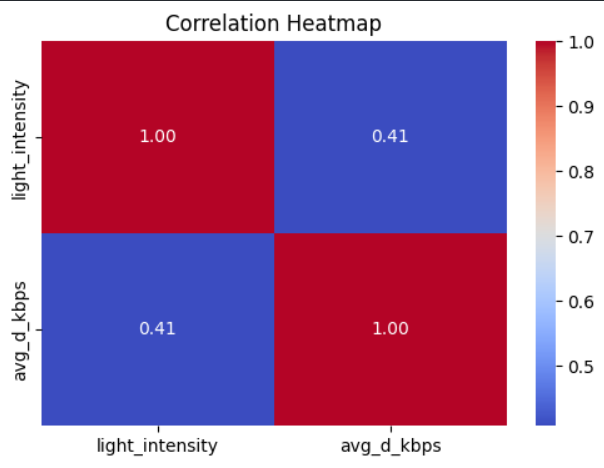 Correlation Heatmap
light_intensity
avg_d_kbps
1.00
0.41
0.41
1.00
light_intensity
avg_d_kbps
1.0
0.9
0.8
0.7
0.6
0.5